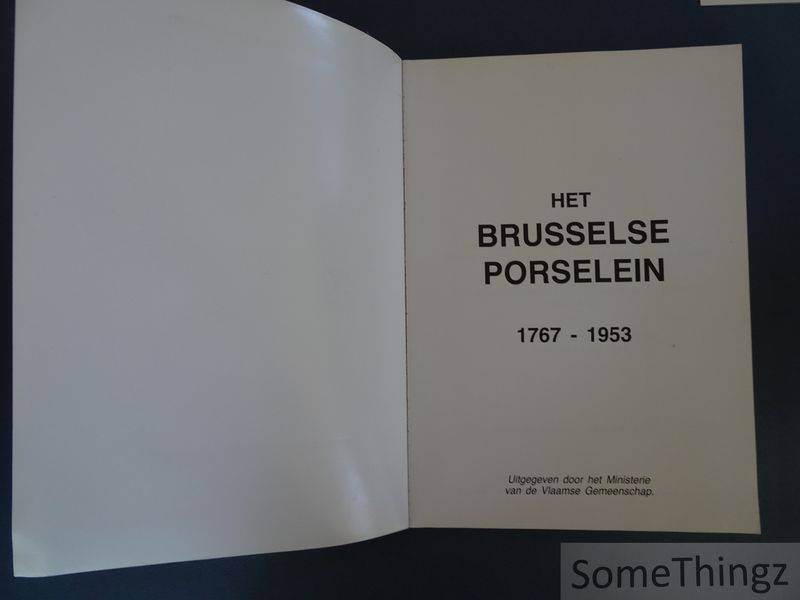 HET
BRUSSELSE
PORSELEIN
1767 - 1953
Uitgegeven door het Ministerie
van de Vlaamse Gemeenschap.
SomeThingz